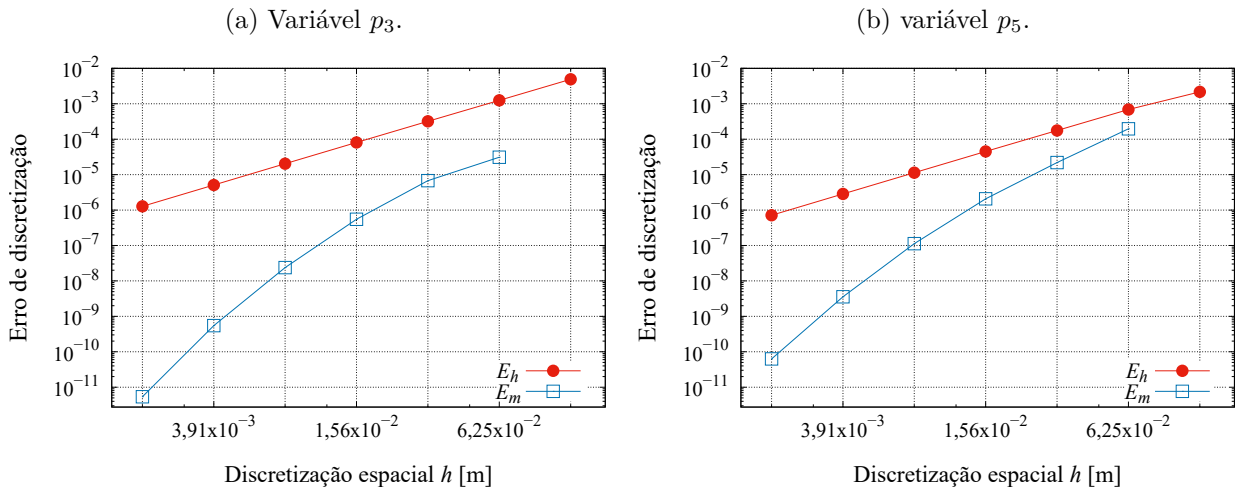 (a) Variável p₃.
Erro de discretização
10⁻²
10⁻³
10⁻⁴
10⁻⁵
10⁻⁶
10⁻⁷
10⁻⁸
10⁻⁹
10⁻¹⁰
10⁻¹¹
E_h
E_m
3,91x10⁻³ 1,56x10⁻² 6,25x10⁻²
Discretização espacial h [m]
(b) variável p₅.
Erro de discretização
10⁻²
10⁻³
10⁻⁴
10⁻⁵
10⁻⁶
10⁻⁷
10⁻⁸
10⁻⁹
10⁻¹⁰
10⁻¹¹
E_h
E_m
3,91x10⁻³ 1,56x10⁻² 6,25x10⁻²
Discretização espacial h [m]